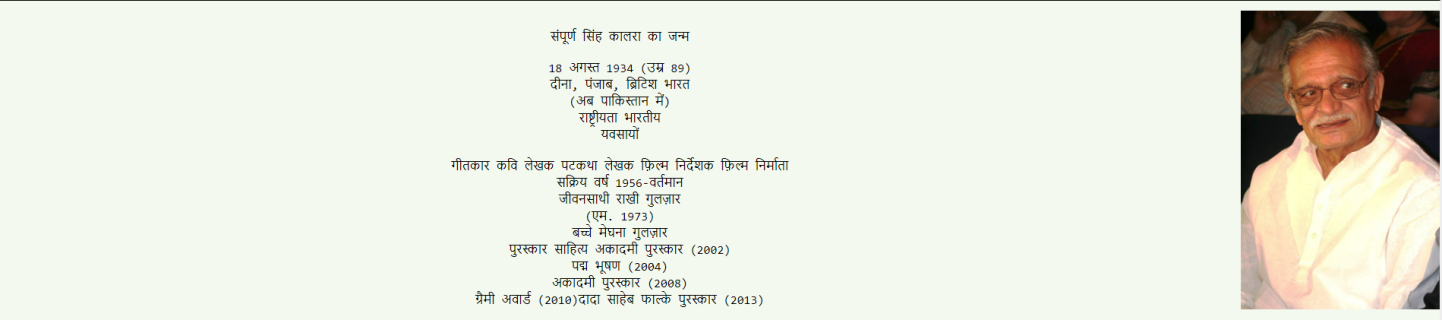 संपूर्ण सिंह कालरा का जन्म
18 अगस्त 1934 (उम्र 89)
दीना, पंजाब, ब्रिटिश भारत
(अब पाकिस्तान में)
राष्ट्रीयता भारतीय
यवसायों
गीतकार कवि लेखक पटकथा लेखक फ़िल्म निर्देशक फ़िल्म निर्माता
सक्रिय वर्ष 1956-वर्तमान
जीवनसाथी राखी गुलज़ार
(एम. 1973)
बच्चे मेघना गुलज़ार
पुरस्कार साहित्य अकादमी पुरस्कार (2002)
पद्म भूषण (2004)
अकादमी पुरस्कार (2008)
ग्रैमी अवार्ड (2010)दादा साहेब फाल्के पुरस्कार (2013)